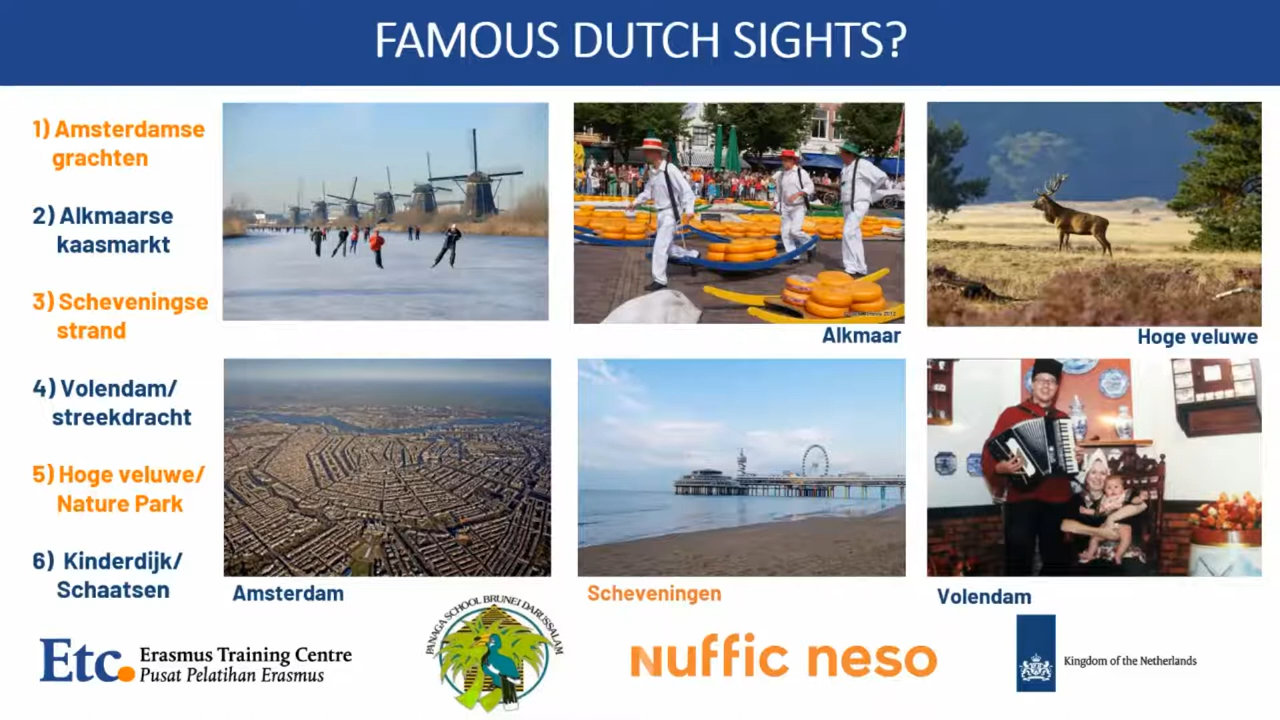 FAMOUS DUTCH SIGHTS?
1) Amsterdamse
grachten
2) Alkmaarse
kaasmarkt
3) Scheveningse
strand
4) Volendam/
streekdracht
5) Hoge veluwe/
Nature Park
6) Kinderdijk/
Schaatsen
Alkmaar
Hoge veluwe
Amsterdam
Scheveningen
Volendam
Etc.
Erasmus Training Centre
Pusat Pelatihan Erasmus
PANAGA SCHOOL BRUNEI DARUSSALAM
nuffic neso
Kingdom of the Netherlands